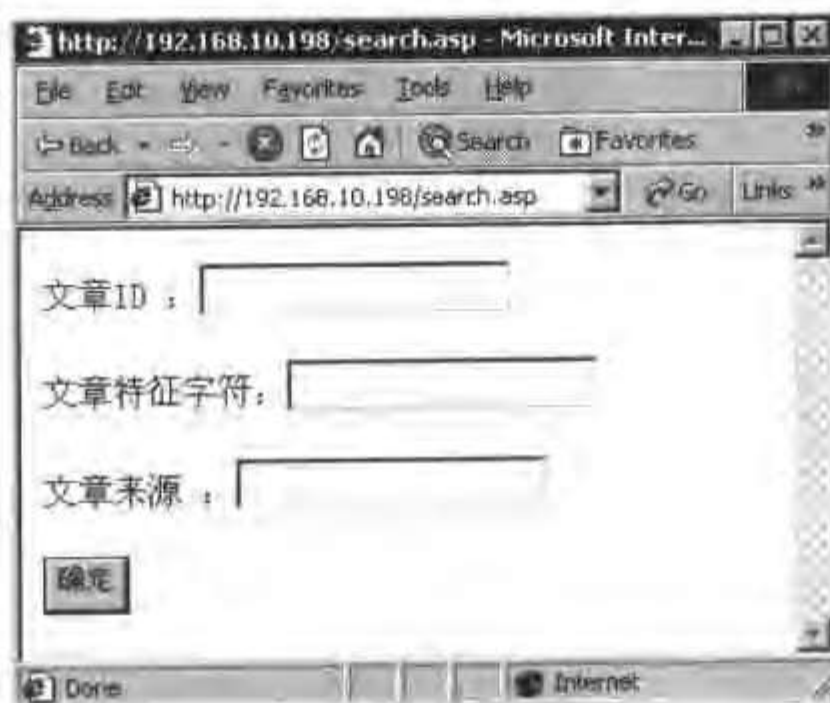 http://192.168.10.198/search.asp - Microsoft Inter...
File Edit View Favorites Tools Help
Back Search Favorites
Address http://192.168.10.198/search.asp Go Links
文章ID :
文章特征字符:
文章来源 :
确定
Done Internet